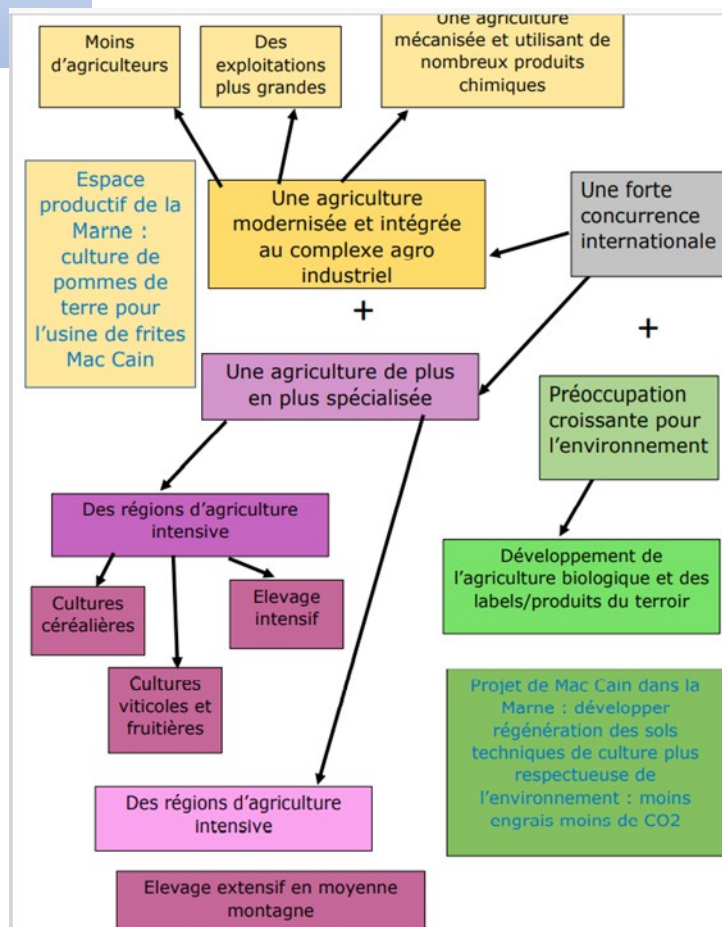 Moins
d'agriculteurs
Des
exploitations
plus grandes
Une agriculture
mécanisée et utilisant de
nombreux produits
chimiques
Espace
productif de la
Marne :
culture de
pommes de
terre pour
l'usine de frites
Mac Cain
Une agriculture
modernisée et intégrée
au complexe agro
industriel
Une forte
concurrence
internationale
+
+
Une agriculture de plus
en plus spécialisée
Préoccupation
croissante pour
l'environnement
Des régions d'agriculture
intensive
Développement de
l'agriculture biologique et des
labels/produits du terroir
Cultures
céréalières
Elevage
intensif
Cultures
viticoles et
fruitières
Projet de Mac Cain dans la
Marne : développer
régénération des sols
techniques de culture plus
respectueuse de
l'environnement : moins
engrais moins de CO2
Des régions d'agriculture
intensive
Elevage extensif en moyenne
montagne